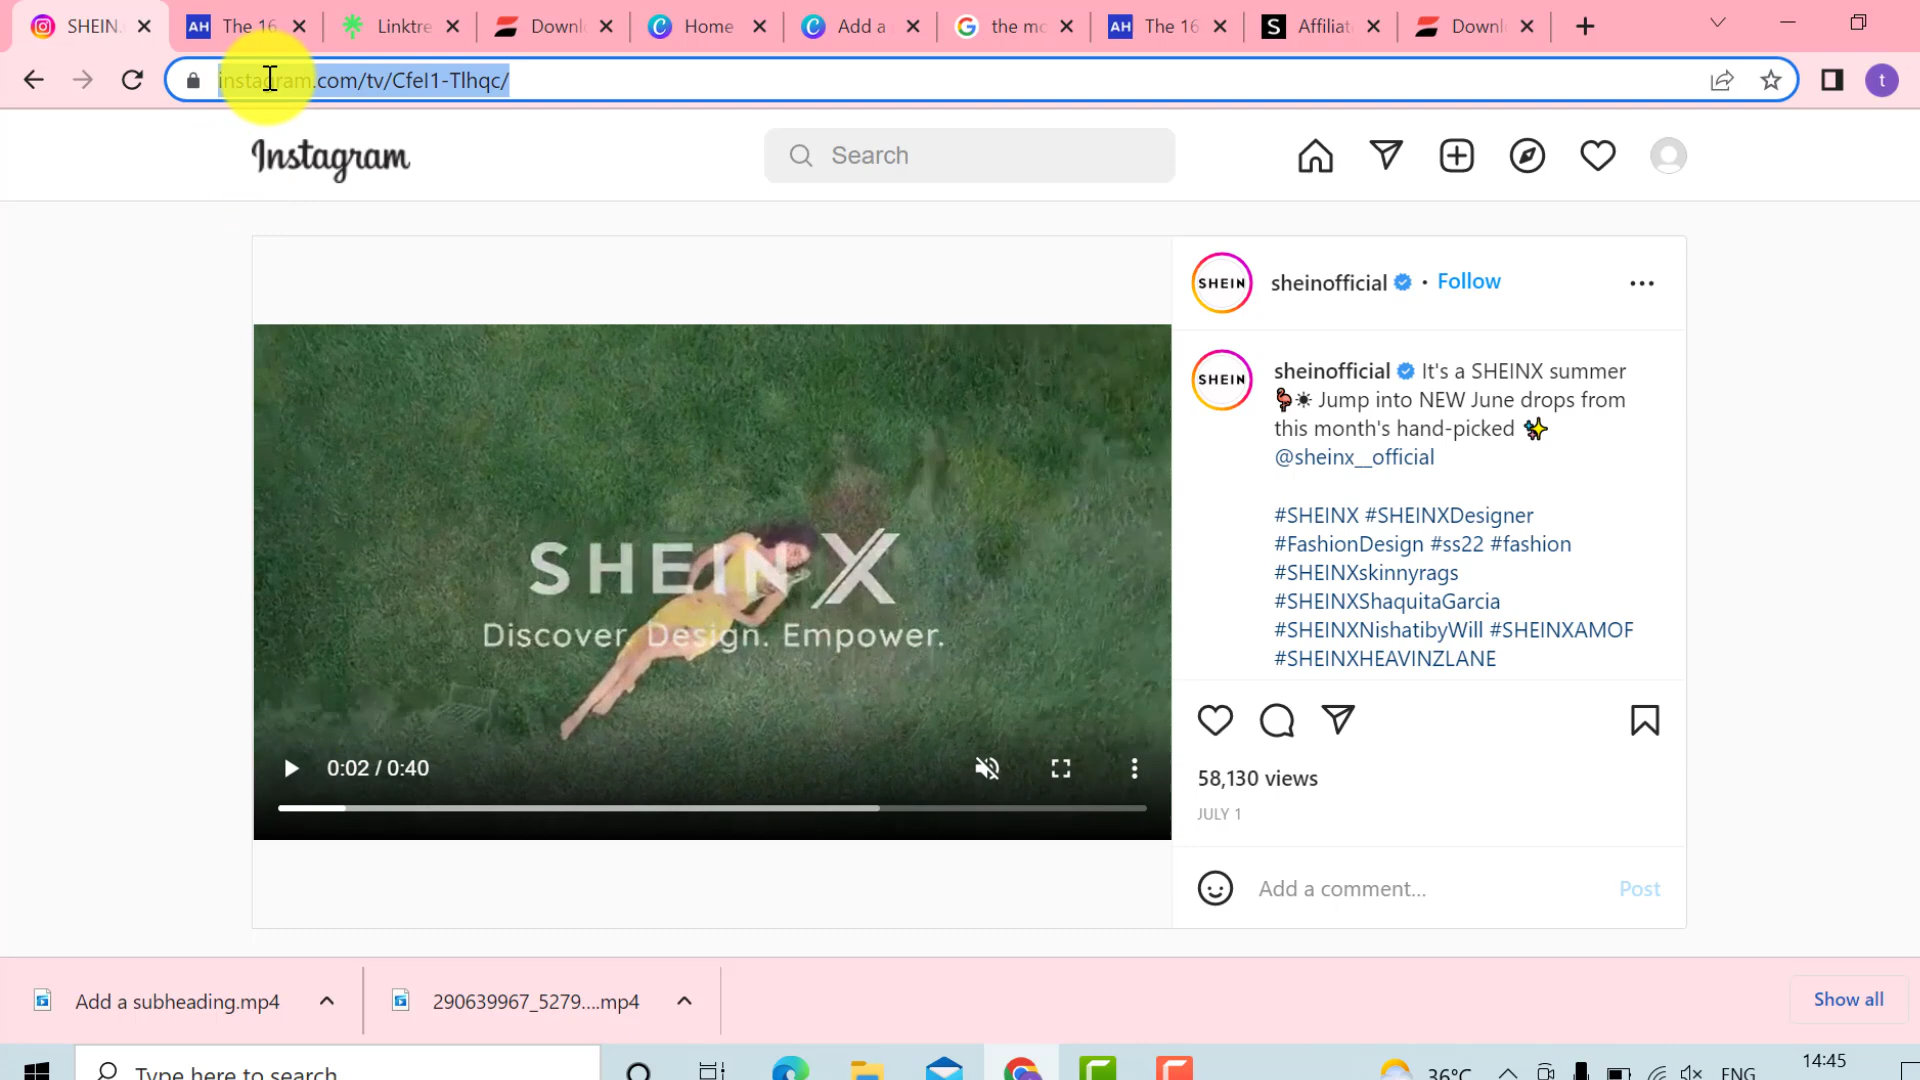 SHEIN.
The 16
Linktre
Downl
Home
Add a
the mo
The 16
Affiliat
Downl
instagram.com/tv/CfeI1-Tlhqc/
t
Instagram
Search
SHEIN
sheinofficial • Follow
SHEIN
sheinofficial It's a SHEINX summer
🦩☀ Jump into NEW June drops from
this month's hand-picked ✨
@sheinx__official
#SHEINX #SHEINXDesigner
#FashionDesign #ss22 #fashion
#SHEINXskinnyrags
#SHEINXShaquitaGarcia
#SHEINXNishatibyWill #SHEINXAMOF
#SHEINXHEAVINZLANE
SHEIN X
Discover. Design. Empower.
0:02 / 0:40
58,130 views
JULY 1
Add a comment...
Post
Add a subheading.mp4
290639967_5279....mp4
Show all
Type here to search
36°C
ENG
14:45